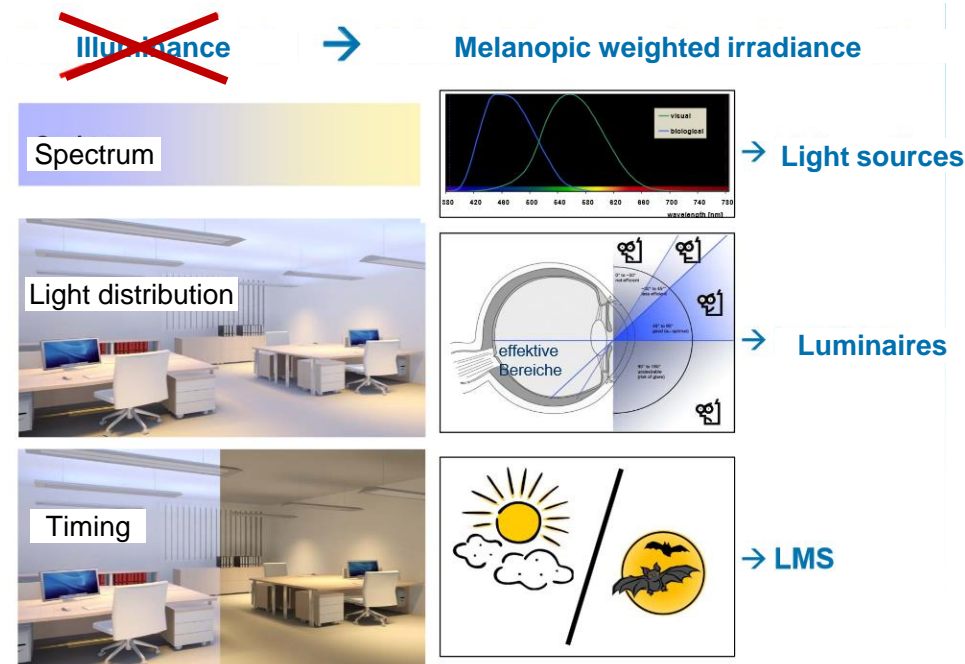 Illuminance
→
Melanopic weighted irradiance
Spectrum
visual
biological
380 420 460 500 540 580 620 660 700 740 780
wavelength [nm]
→ Light sources
Light distribution
effektive
Bereiche
→ Luminaires
Timing
→ LMS